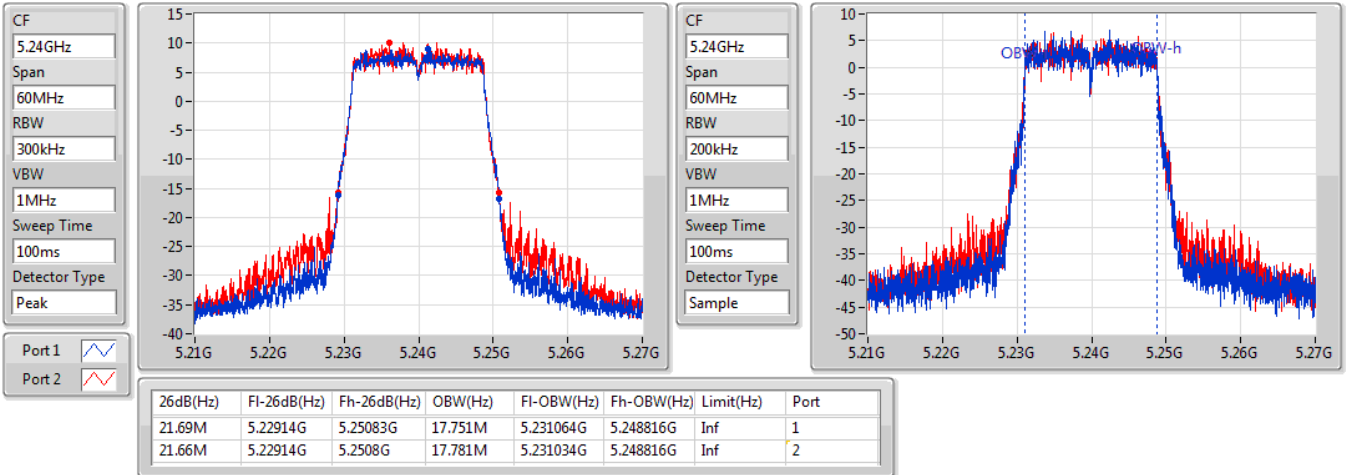 CF
5.24GHz
Span
60MHz
RBW
300kHz
VBW
1MHz
Sweep Time
100ms
Detector Type
Peak
Port 1
Port 2
15
10
5
0
-5
-10
-15
-20
-25
-30
-35
-40
5.21G 5.22G 5.23G 5.24G 5.25G 5.26G 5.27G
CF
5.24GHz
Span
60MHz
RBW
200kHz
VBW
1MHz
Sweep Time
100ms
Detector Type
Sample
10
5
0
-5
-10
-15
-20
-25
-30
-35
-40
-45
-50
5.21G 5.22G 5.23G 5.24G 5.25G 5.26G 5.27G
26dB(Hz) Fl-26dB(Hz) Fh-26dB(Hz) OBW(Hz) Fl-OBW(Hz) Fh-OBW(Hz) Limit(Hz) Port
21.69M 5.22914G 5.25083G 17.751M 5.231064G 5.248816G Inf 1
21.66M 5.22914G 5.2508G 17.781M 5.231034G 5.248816G Inf 2